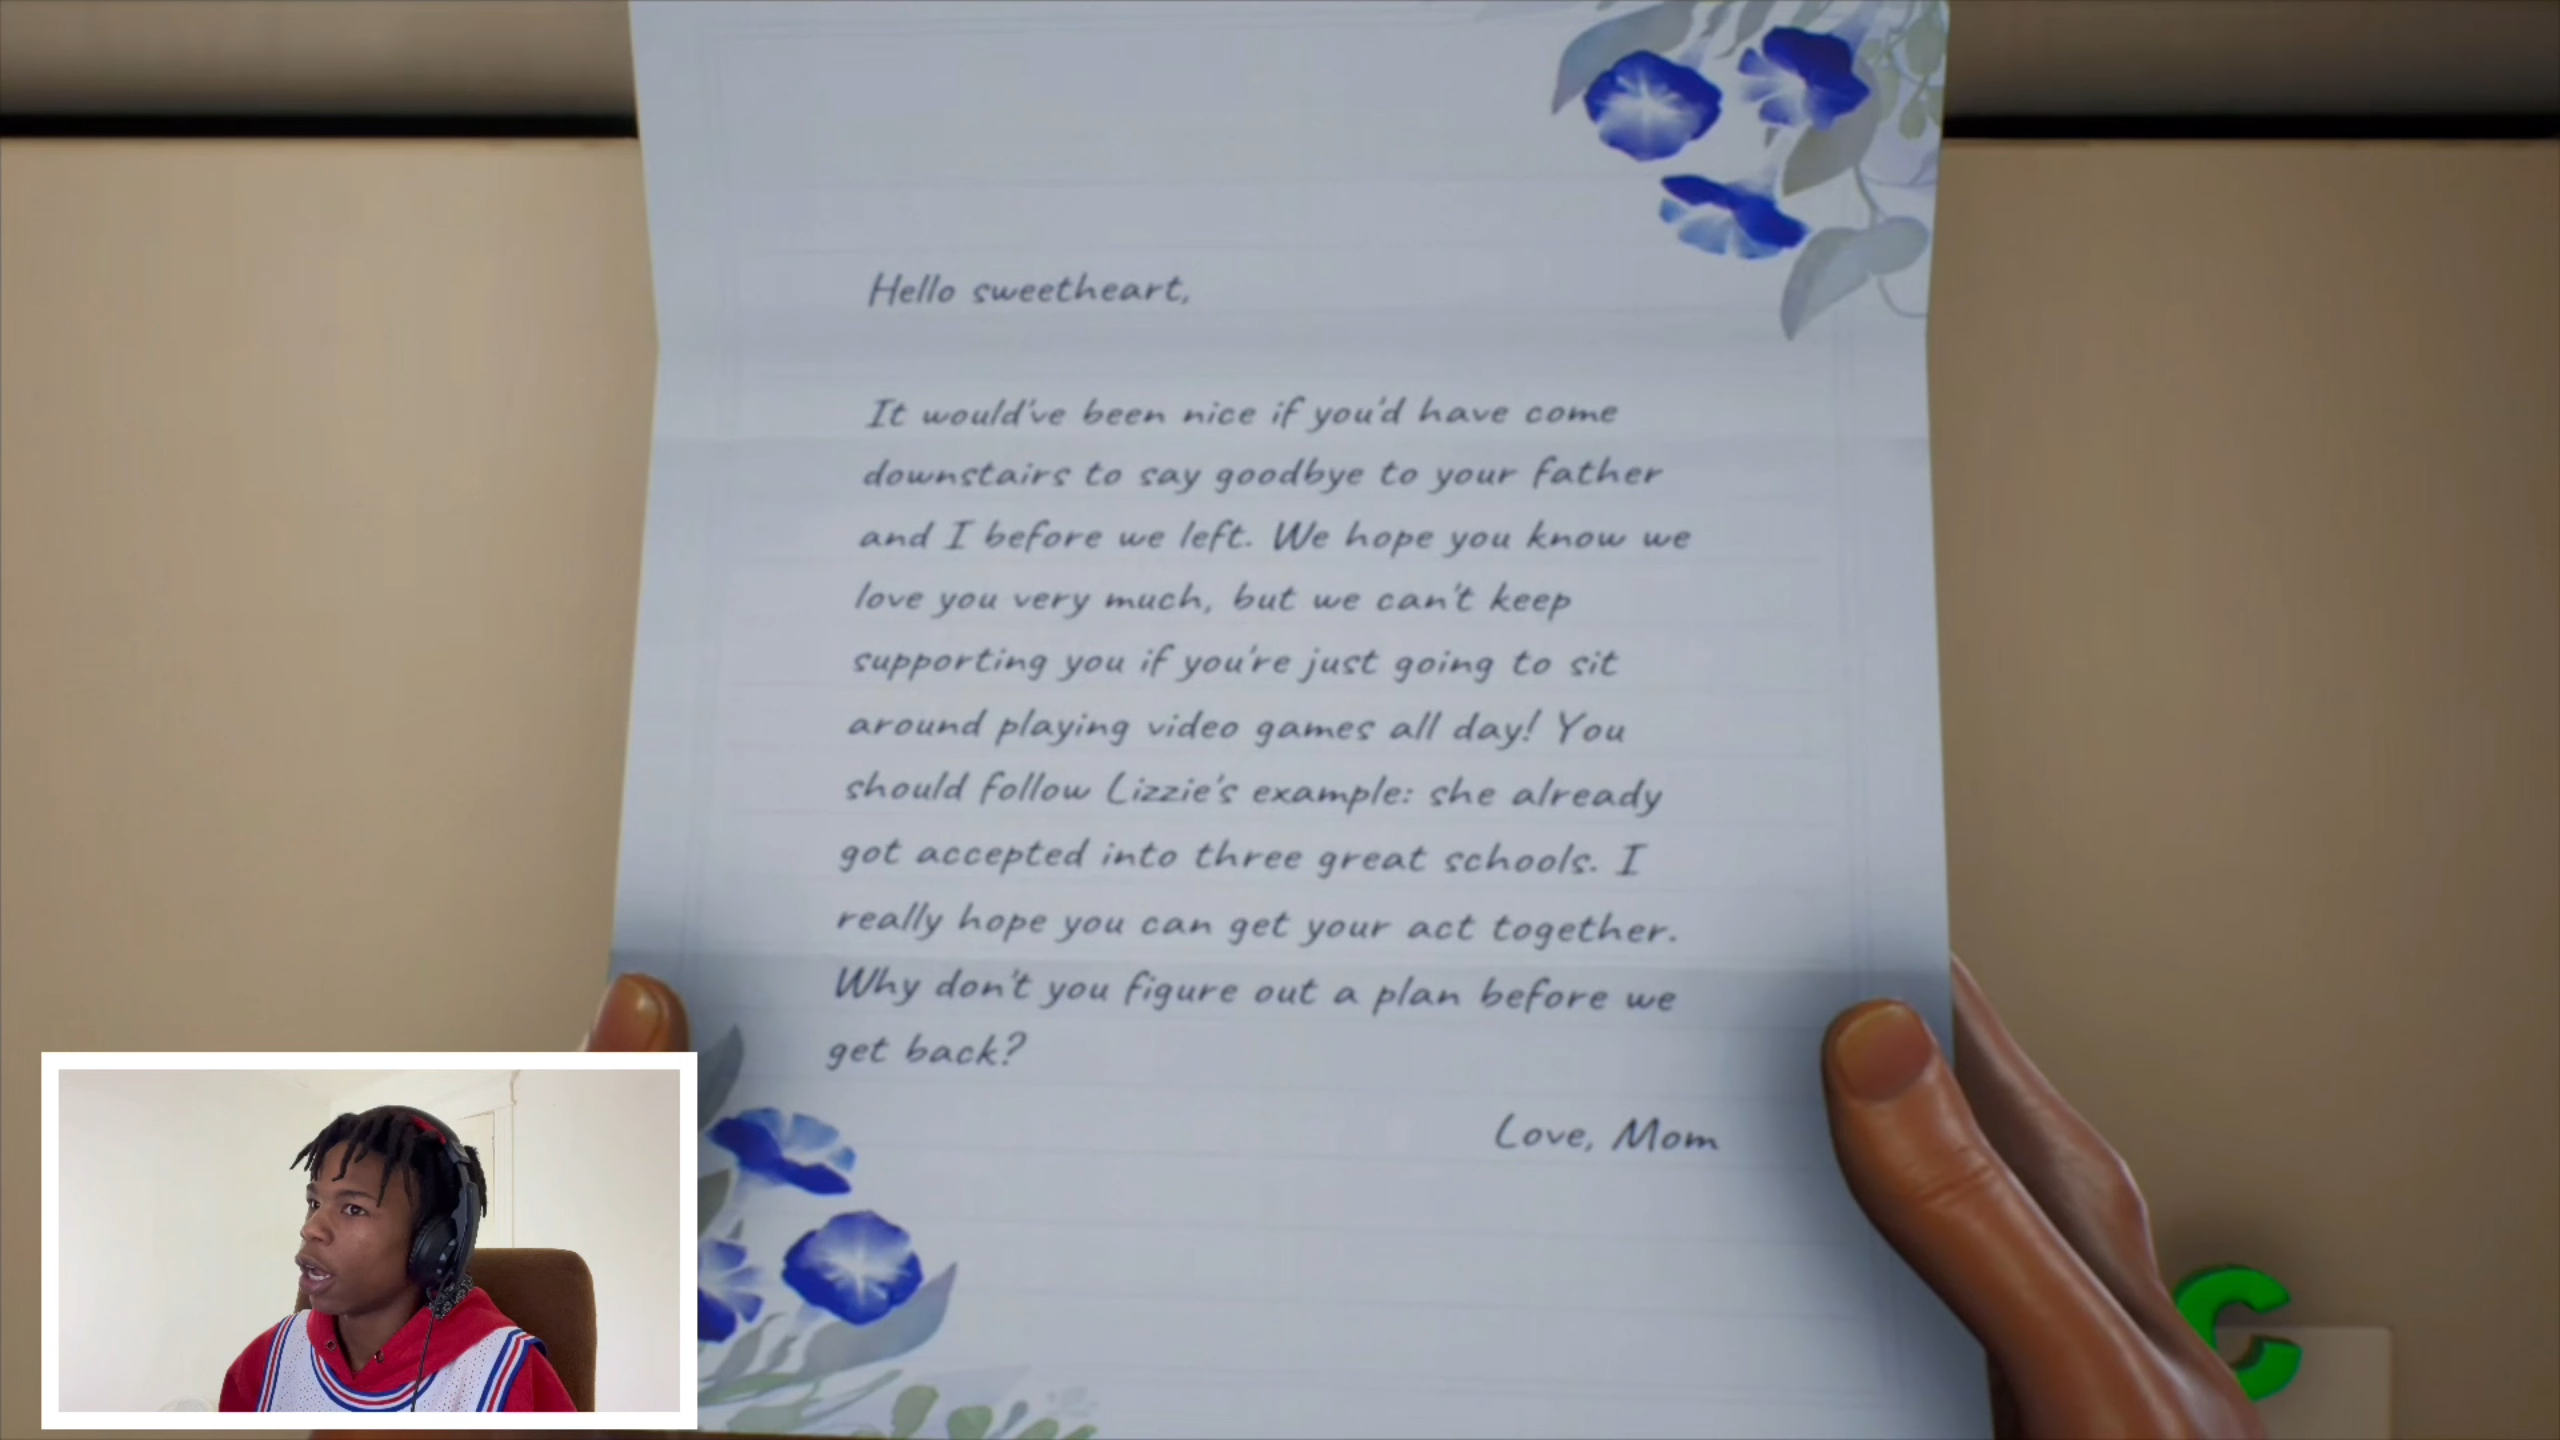 Hello sweetheart,
It would've been nice if you'd have come
downstairs to say goodbye to your father
and I before we left. We hope you know we
love you very much, but we can't keep
supporting you if you're just going to sit
around playing video games all day! You
should follow Lizzie's example: she already
got accepted into three great schools. I
really hope you can get your act together.
Why don't you figure out a plan before we
get back?
Love, Mom
C